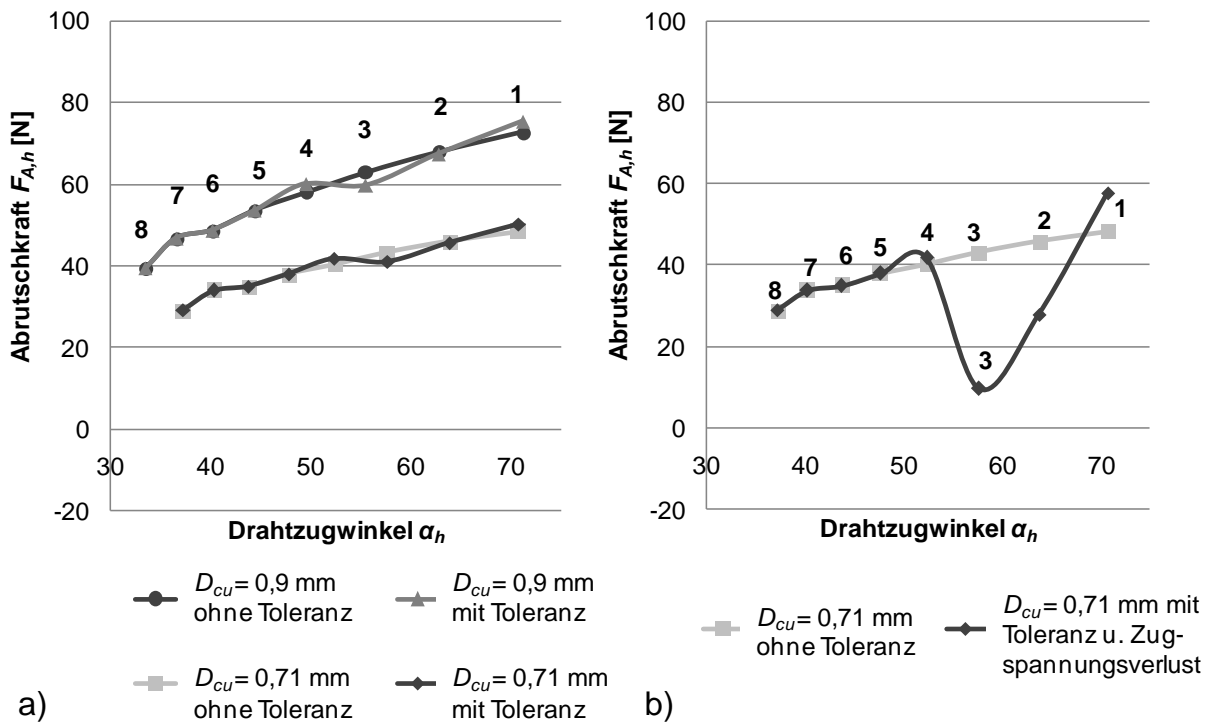 100
80
60
40
20
0
-20
30
40
50
60
70
Abrutschkraft F_A,h [N]
Drahtzugwinkel α_h
8
7
6
5
4
3
2
1
D_cu= 0,9 mm
ohne Toleranz
D_cu= 0,9 mm
mit Toleranz
D_cu= 0,71 mm
ohne Toleranz
D_cu= 0,71 mm
mit Toleranz
a)
100
80
60
40
20
0
-20
30
40
50
60
70
Abrutschkraft F_A,h [N]
Drahtzugwinkel α_h
8
7
6
5
4
3
2
1
3
D_cu= 0,71 mm
ohne Toleranz
D_cu= 0,71 mm mit
Toleranz u. Zug-
spannungsverlust
b)